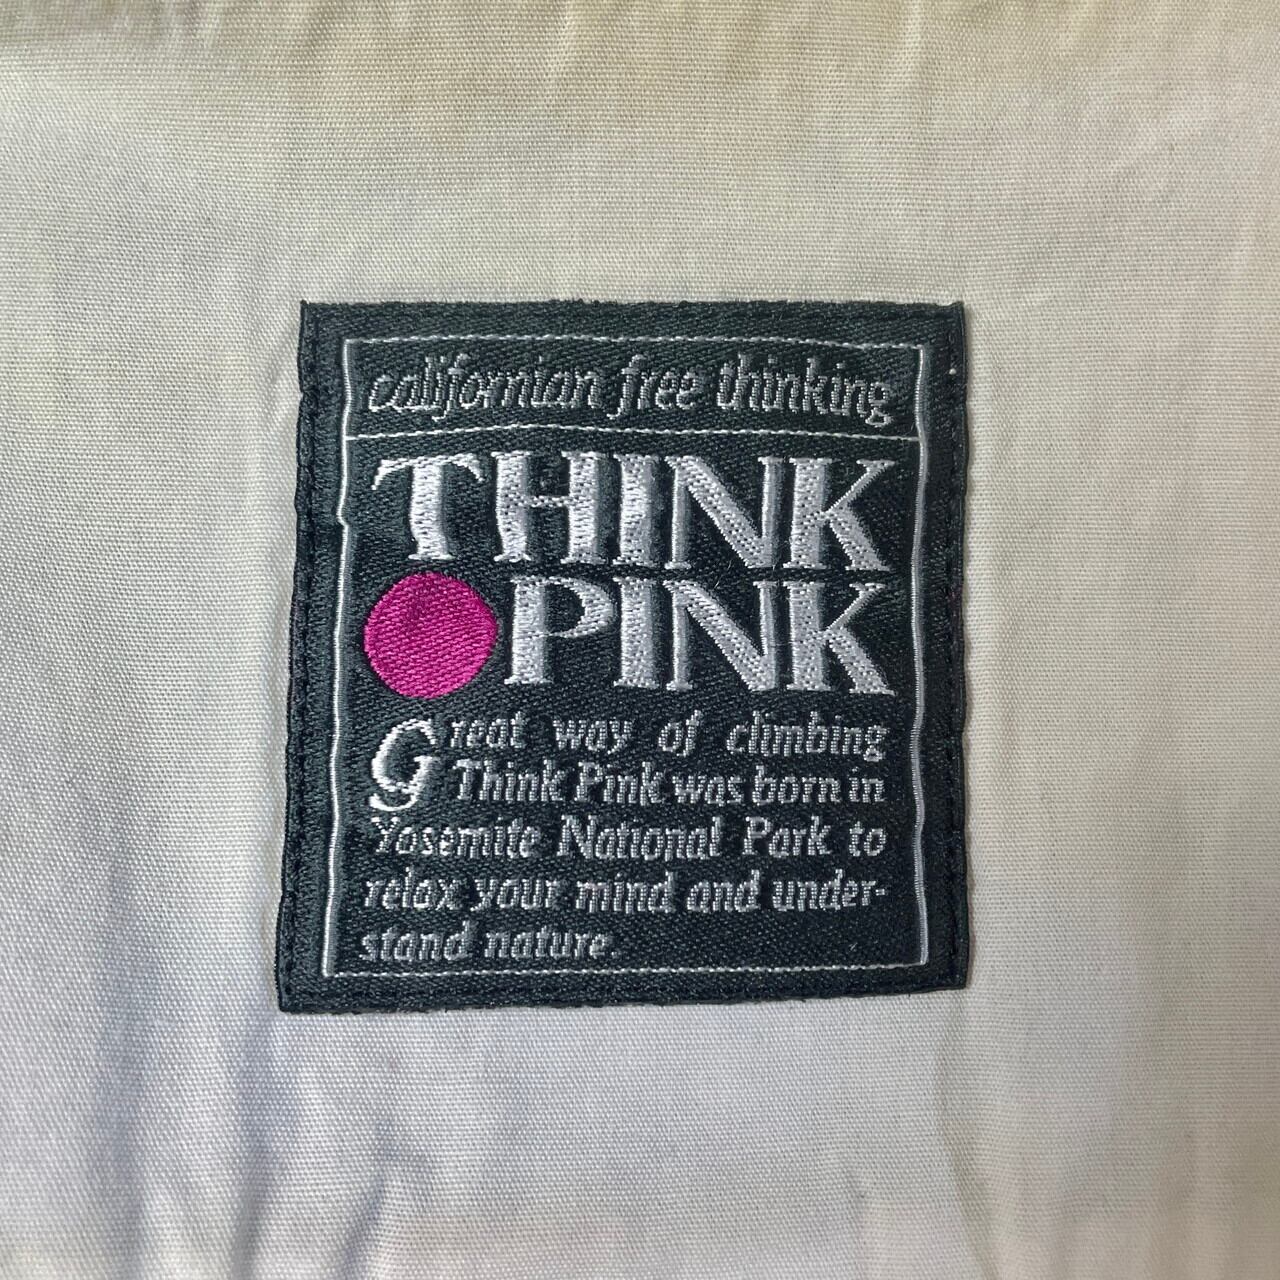 californian free thinking
THINK
PINK
Great way of climbing
Think Pink was born in
Yosemite National Park to
relax your mind and under-
stand nature.